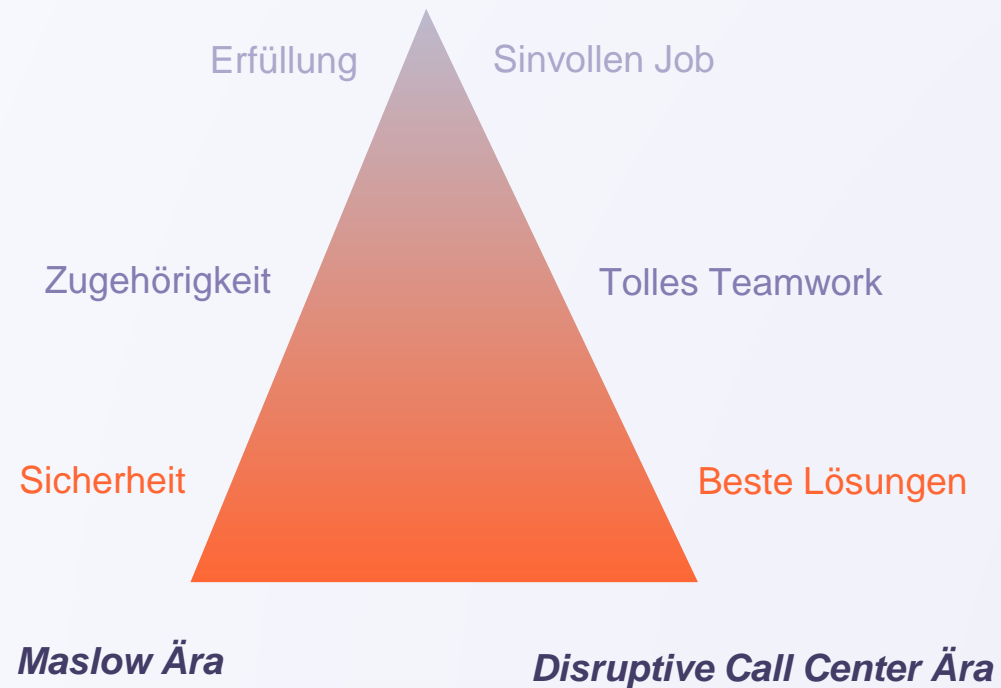 Erfüllung
Sinvollen Job
Zugehörigkeit
Tolles Teamwork
Sicherheit
Beste Lösungen
Maslow Ära
Disruptive Call Center Ära